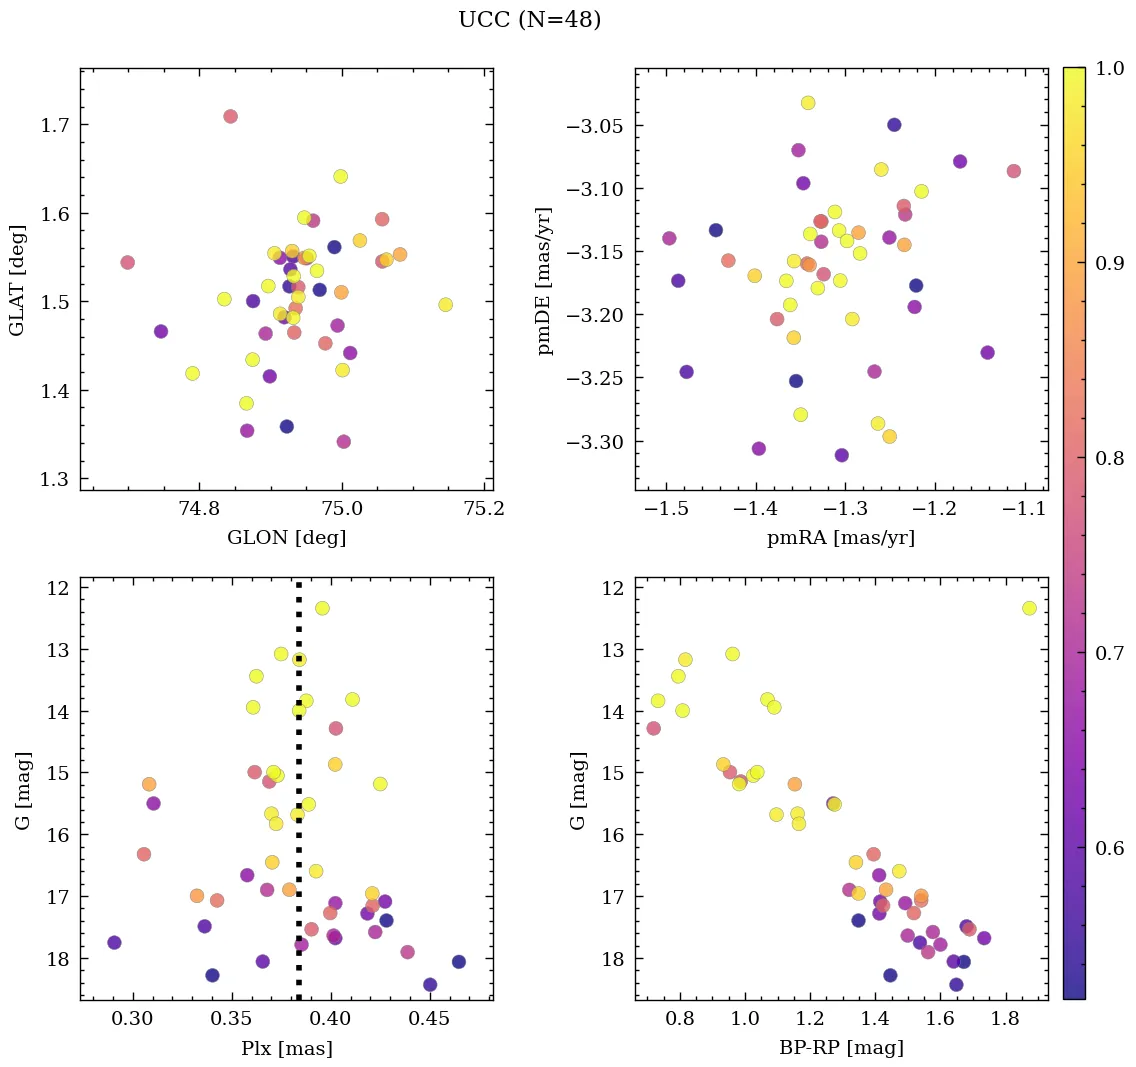 UCC (N=48)
1.7
1.6
1.5
1.4
1.3
GLAT [deg]
74.8 75.0 75.2
GLON [deg]
−3.05
−3.10
−3.15
−3.20
−3.25
−3.30
pmDE [mas/yr]
−1.5 −1.4 −1.3 −1.2 −1.1
pmRA [mas/yr]
12
13
14
15
16
17
18
G [mag]
0.30 0.35 0.40 0.45
Plx [mas]
12
13
14
15
16
17
18
G [mag]
0.8 1.0 1.2 1.4 1.6 1.8
BP-RP [mag]
1.0
0.9
0.8
0.7
0.6